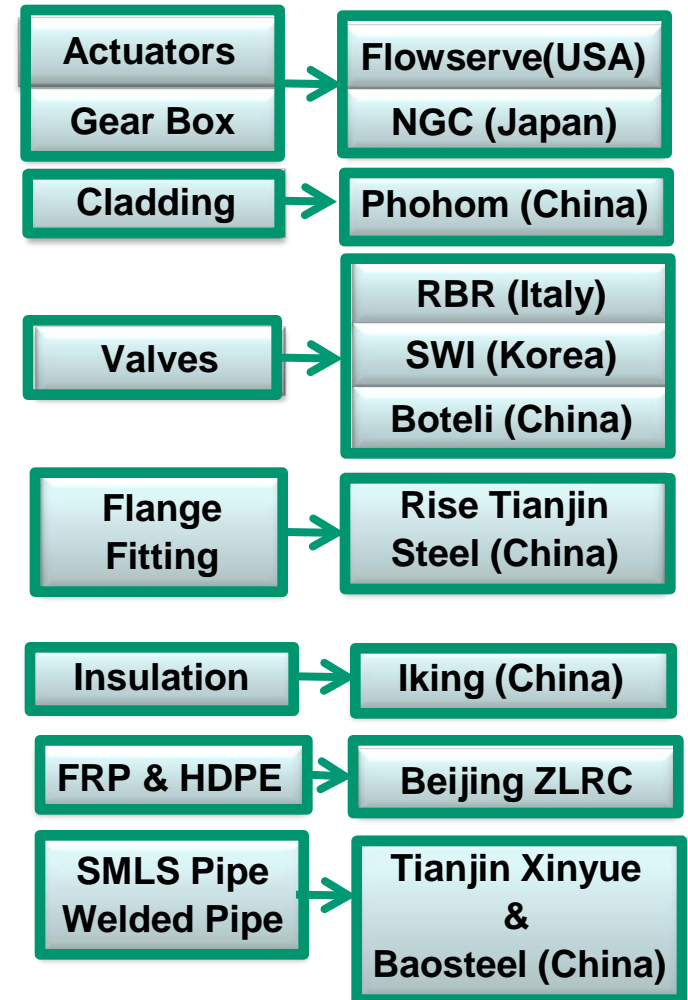 Actuators
Gear Box
Flowserve(USA)
NGC (Japan)
Cladding
Phohom (China)
Valves
RBR (Italy)
SWI (Korea)
Boteli (China)
Flange
Fitting
Rise Tianjin
Steel (China)
Insulation
Iking (China)
FRP & HDPE
Beijing ZLRC
SMLS Pipe
Welded Pipe
Tianjin Xinyue
&
Baosteel (China)